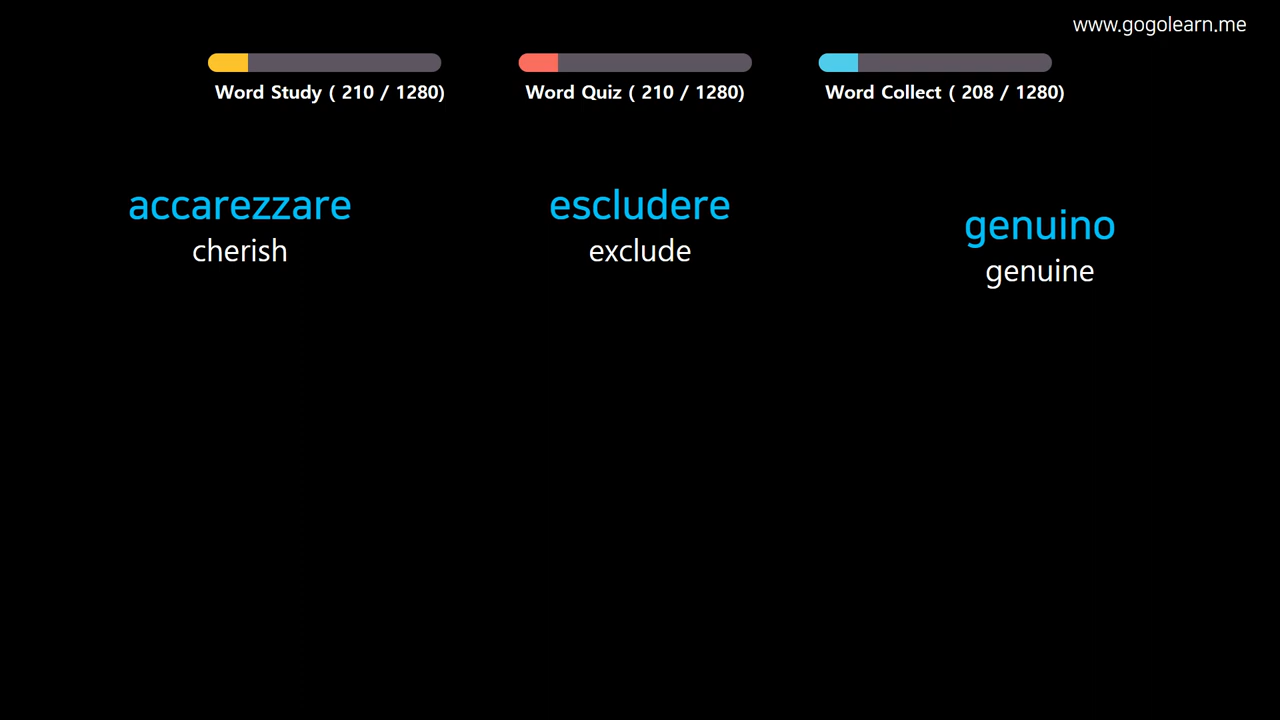 www.gogolearn.me
Word Study ( 210 / 1280)
Word Quiz ( 210 / 1280)
Word Collect ( 208 / 1280)
accarezzare
cherish
escludere
exclude
genuino
genuine